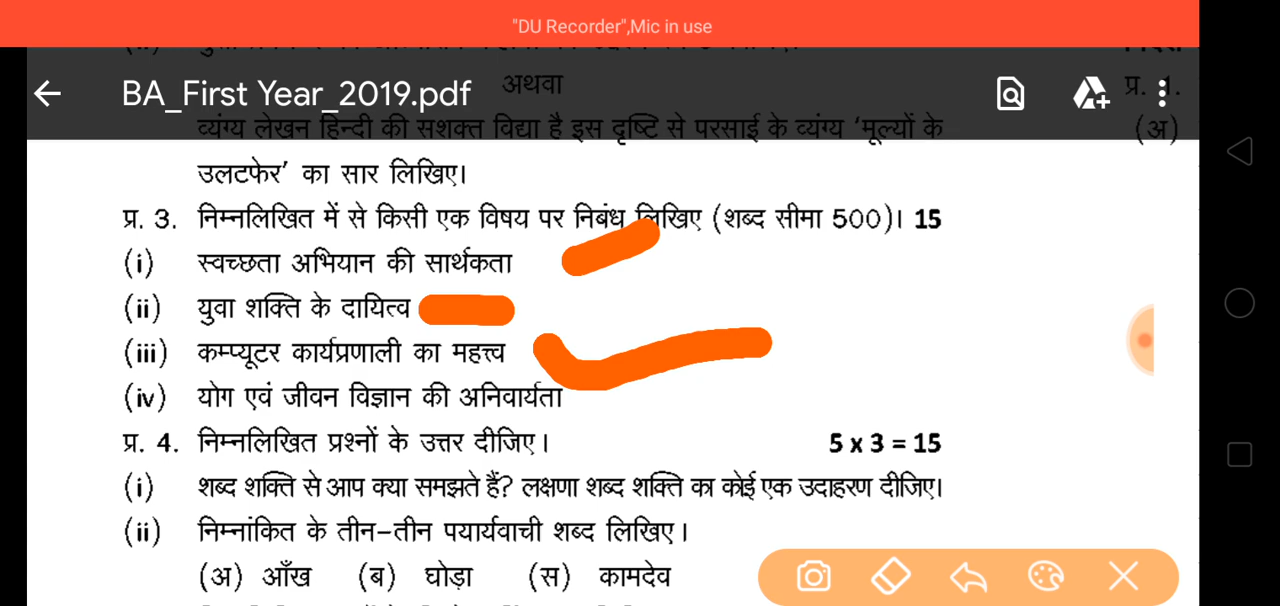 "DU Recorder",Mic in use
BA_First Year_2019.pdf
अथवा
प्र. 1.
व्यंग्य लेखन हिन्दी की सशक्त विद्या है इस दृष्टि से परसाई के व्यंग्य ‘मूल्यों के
(अ)
उलटफेर’ का सार लिखिए।
प्र. 3. निम्नलिखित में से किसी एक विषय पर निबंध लिखिए (शब्द सीमा 500)। 15
(i) स्वच्छता अभियान की सार्थकता
(ii) युवा शक्ति के दायित्व
(iii) कम्प्यूटर कार्यप्रणाली का महत्त्व
(iv) योग एवं जीवन विज्ञान की अनिवार्यता
प्र. 4. निम्नलिखित प्रश्नों के उत्तर दीजिए। 5 x 3 = 15
(i) शब्द शक्ति से आप क्या समझते हैं? लक्षणा शब्द शक्ति का कोई एक उदाहरण दीजिए।
(ii) निम्नांकित के तीन–तीन पयार्यवाची शब्द लिखिए।
(अ) आँख (ब) घोड़ा (स) कामदेव